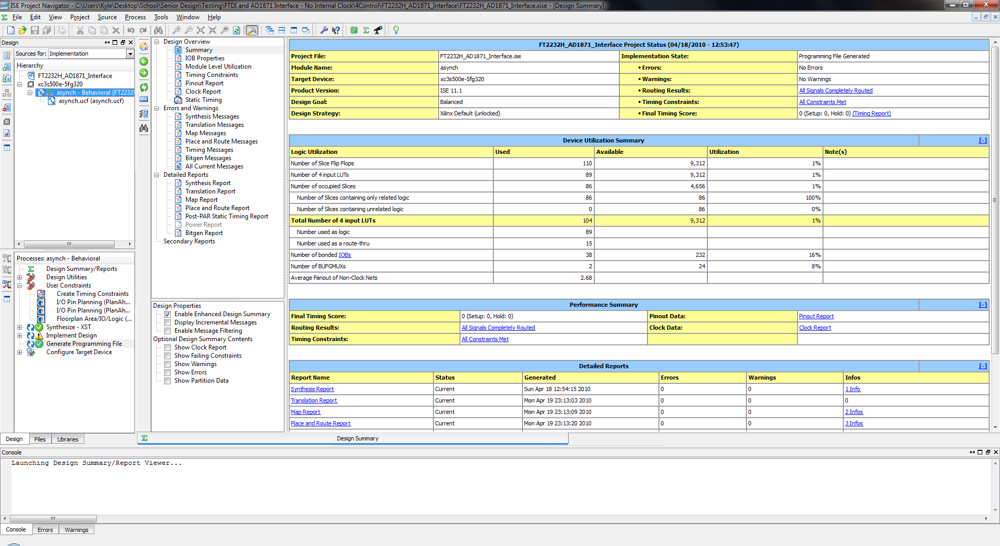 ISE Project Navigator - C:\Users\Kyle\Desktop\School\Senior Design\Testing\FTDI and AD1871 Interface - No Internal Clock\4Control\FT2232H_AD1871_Interface\FT2232H_AD1871_Interface.xise - [Design Summary]
File Edit View Project Source Process Tools Window Help
Design
Sources for: Implementation
Hierarchy
FT2232H_AD1871_Interface
xc3s500e-5fg320
asynch - Behavioral (FT2232
asynch.ucf (asynch.ucf)
Processes: asynch - Behavioral
Design Summary/Reports
Design Utilities
User Constraints
Create Timing Constraints
I/O Pin Planning (PlanAh...
I/O Pin Planning (PlanAh...
Floorplan Area/IO/Logic (...
Synthesize - XST
Implement Design
Generate Programming File
Configure Target Device
Design Files Libraries
Design Overview
Summary
IOB Properties
Module Level Utilization
Timing Constraints
Pinout Report
Clock Report
Static Timing
Errors and Warnings
Synthesis Messages
Translation Messages
Map Messages
Place and Route Messages
Timing Messages
Bitgen Messages
All Current Messages
Detailed Reports
Synthesis Report
Translation Report
Map Report
Place and Route Report
Post-PAR Static Timing Report
Power Report
Bitgen Report
Secondary Reports
Design Properties
Enable Enhanced Design Summary
Display Incremental Messages
Enable Message Filtering
Optional Design Summary Contents
Show Clock Report
Show Failing Constraints
Show Warnings
Show Errors
Show Partition Data
FT2232H_AD1871_Interface Project Status (04/18/2010 - 12:53:47)
Project File: FT2232H_AD1871_Interface.ise Implementation State: Programming File Generated
Module Name: asynch • Errors: No Errors
Target Device: xc3s500e-5fg320 • Warnings: No Warnings
Product Version: ISE 11.1 • Routing Results: All Signals Completely Routed
Design Goal: Balanced • Timing Constraints: All Constraints Met
Design Strategy: Xilinx Default (unlocked) • Final Timing Score: 0 (Setup: 0, Hold: 0) (Timing Report)
Device Utilization Summary [-]
Logic Utilization Used Available Utilization Note(s)
Number of Slice Flip Flops 110 9,312 1%
Number of 4 input LUTs 89 9,312 1%
Number of occupied Slices 86 4,656 1%
Number of Slices containing only related logic 86 86 100%
Number of Slices containing unrelated logic 0 86 0%
Total Number of 4 input LUTs 104 9,312 1%
Number used as logic 89
Number used as a route-thru 15
Number of bonded IOBs 38 232 16%
Number of BUFGMUXs 2 24 8%
Average Fanout of Non-Clock Nets 2.68
Performance Summary [-]
Final Timing Score: 0 (Setup: 0, Hold: 0) Pinout Data: Pinout Report
Routing Results: All Signals Completely Routed Clock Data: Clock Report
Timing Constraints: All Constraints Met
Detailed Reports [-]
Report Name Status Generated Errors Warnings Infos
Synthesis Report Current Sun Apr 18 12:54:15 2010 0 0 1 Info
Translation Report Current Mon Apr 19 23:13:03 2010 0 0 0
Map Report Current Mon Apr 19 23:13:09 2010 0 0 2 Infos
Place and Route Report Current Mon Apr 19 23:13:20 2010 0 0 3 Infos
Design Summary
Console
Launching Design Summary/Report Viewer...
Console Errors Warnings